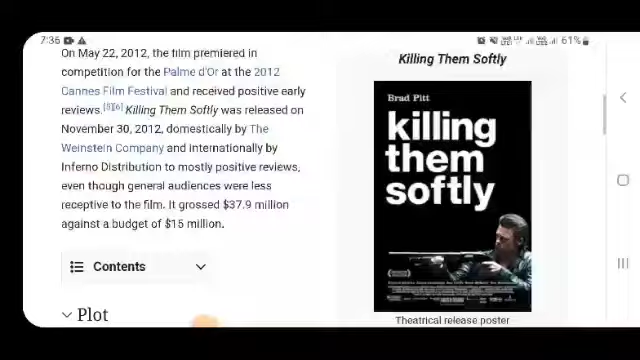 7:36
61%
On May 22, 2012, the film premiered in
competition for the Palme d'Or at the 2012
Cannes Film Festival and received positive early
reviews.[5][6] Killing Them Softly was released on
November 30, 2012, domestically by The
Weinstein Company and internationally by
Inferno Distribution to mostly positive reviews,
even though general audiences were less
receptive to the film. It grossed $37.9 million
against a budget of $15 million.
Contents
Plot
Killing Them Softly
Brad Pitt
killing
them
softly
Theatrical release poster